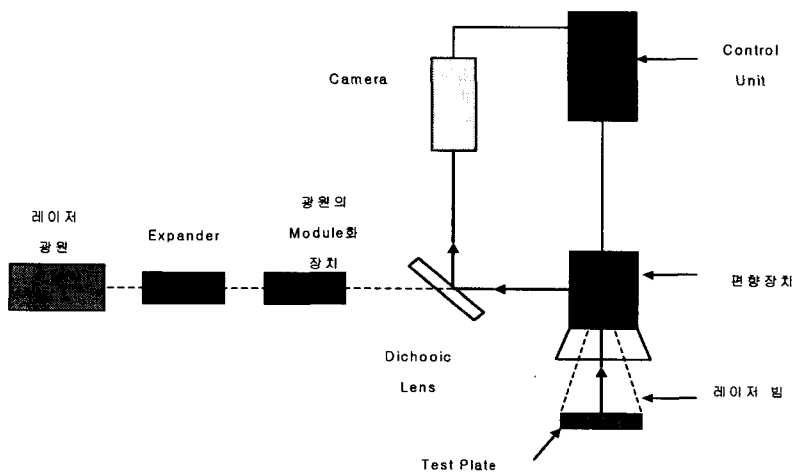 Camera
Control
Unit
레이저
광원
Expander
광원의
Module화
장치
편향장치
Dichooic
Lens
레이저 빔
Test Plate